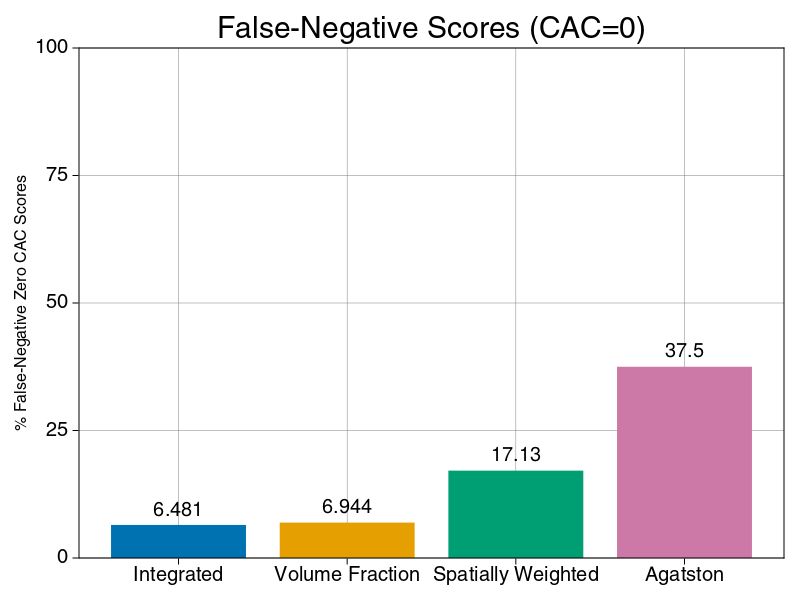 False-Negative Scores (CAC=0)
% False-Negative Zero CAC Scores
100
75
50
25
0
6.481
6.944
17.13
37.5
Integrated
Volume Fraction
Spatially Weighted
Agatston